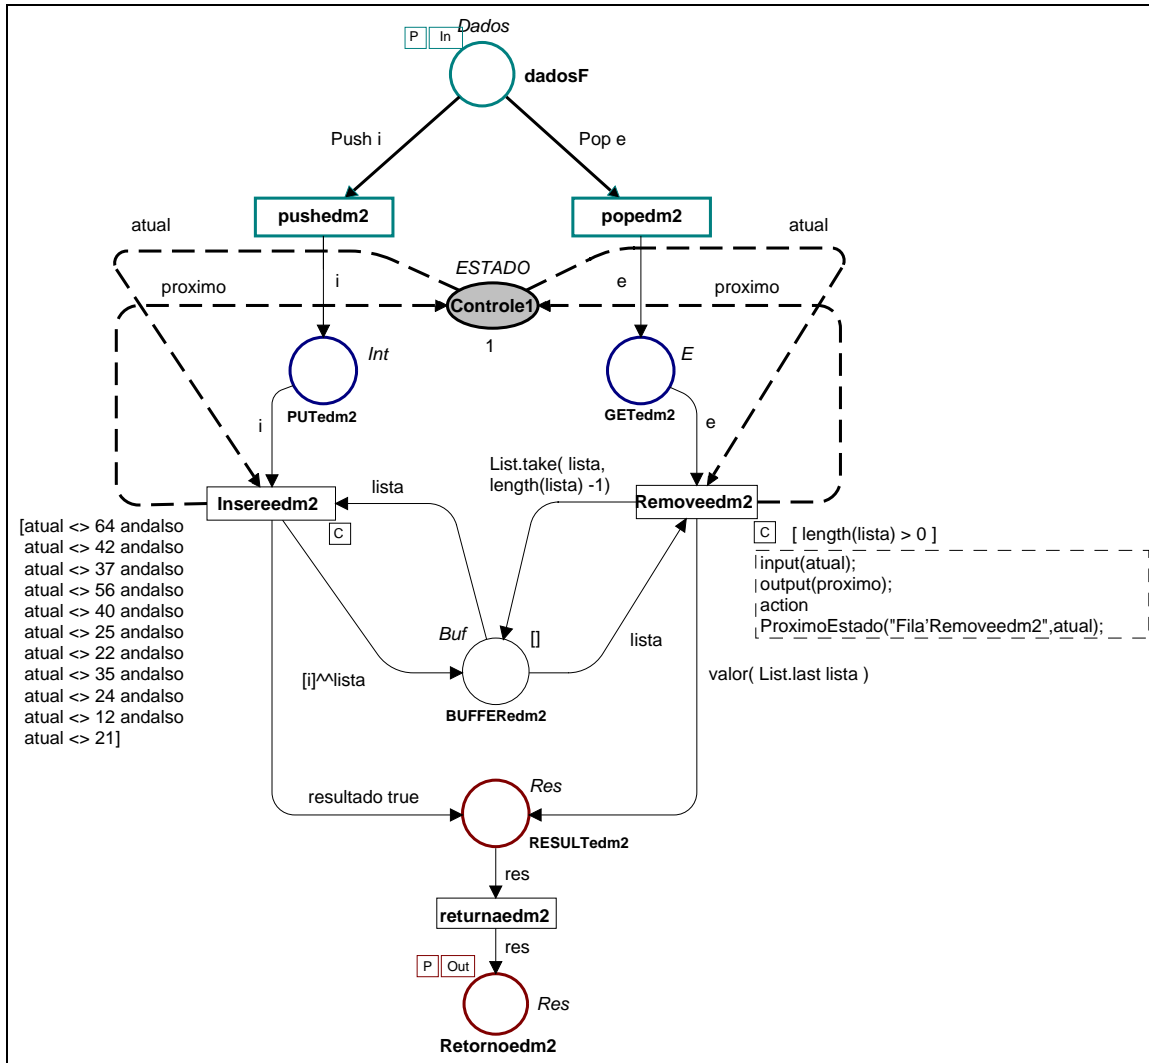 Dados
P In
dadosF
Push i
Pop e
pushedm2
popedm2
atual
atual
ESTADO
proximo
i
Controle1
e
proximo
1
Int
E
PUTedm2
GETedm2
i
e
List.take( lista,
length(lista) -1)
lista
Insereedm2
Removeedm2
C
C
[ length(lista) > 0 ]
[atual <> 64 andalso
atual <> 42 andalso
atual <> 37 andalso
atual <> 56 andalso
atual <> 40 andalso
atual <> 25 andalso
atual <> 22 andalso
atual <> 35 andalso
atual <> 24 andalso
atual <> 12 andalso
atual <> 21]
input(atual);
output(proximo);
action
ProximoEstado("Fila'Removeedm2",atual);
Buf
[]
lista
[i]^^lista
BUFFERedm2
valor( List.last lista )
Res
resultado true
RESULTedm2
res
returnaedm2
res
P Out
Res
Retornoedm2